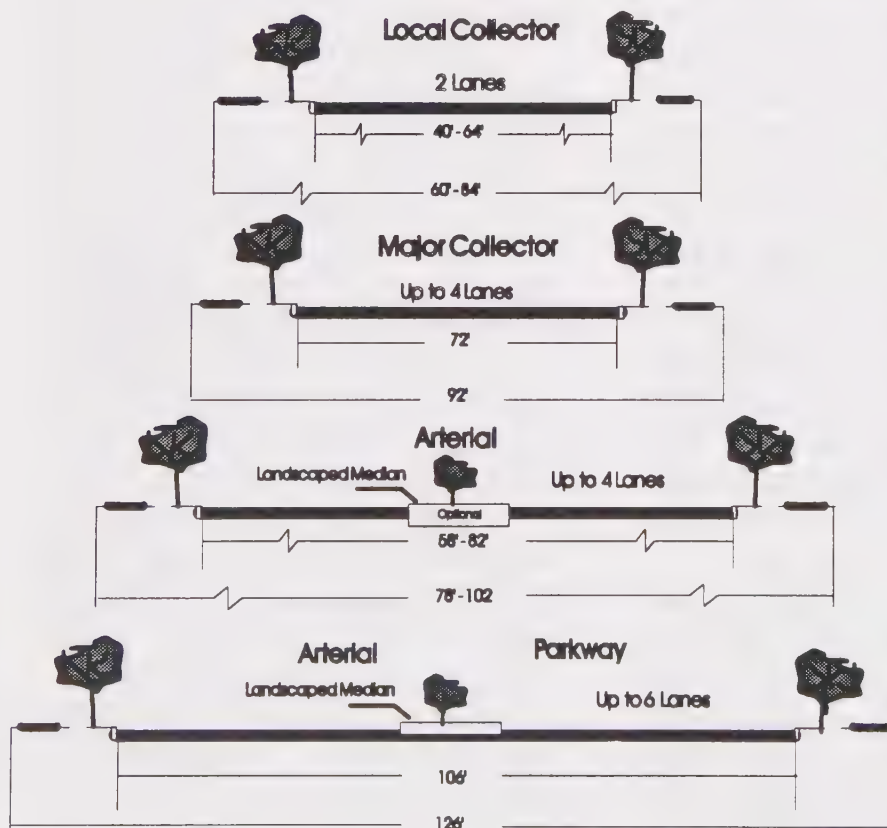 Local Collector
2 Lanes
40' - 64'
60' - 84'
Major Collector
Up to 4 Lanes
72'
92'
Arterial
Landscaped Median
Up to 4 Lanes
Optional
58' - 82'
78' - 102
Arterial Parkway
Landscaped Median
Up to 6 Lanes
106'
126'